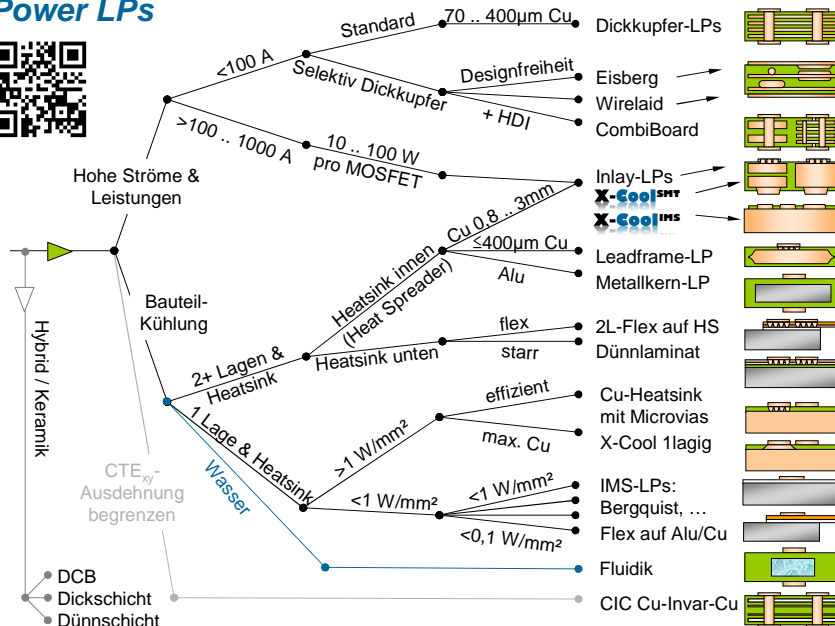 Power LPs
Standard
70 .. 400µm Cu
Dickkupfer-LPs
<100 A
Selektiv Dickkupfer
Designfreiheit
Eisberg
Wirelaid
+ HDI
CombiBoard
>100 .. 1000 A
10 .. 100 W
pro MOSFET
Hohe Ströme &
Leistungen
Inlay-LPs
X-Cool SMT
X-Cool IMS
Cu 0,8 .. 3mm
≤400µm Cu
Leadframe-LP
Alu
Metallkern-LP
Heatsink innen
(Heat Spreader)
Bauteil-
Kühlung
flex
2L-Flex auf HS
Heatsink unten
starr
Dünnlaminat
2+ Lagen &
Heatsink
Hybrid / Keramik
effizient
Cu-Heatsink
mit Microvias
>1 W/mm²
max. Cu
X-Cool 1lagig
1 Lage & Heatsink
Wasser
CTExy-
Ausdehnung
begrenzen
<1 W/mm²
<1 W/mm²
IMS-LPs:
Bergquist, …
<0,1 W/mm²
Flex auf Alu/Cu
Fluidik
DCB
Dickschicht
Dünnschicht
CIC Cu-Invar-Cu